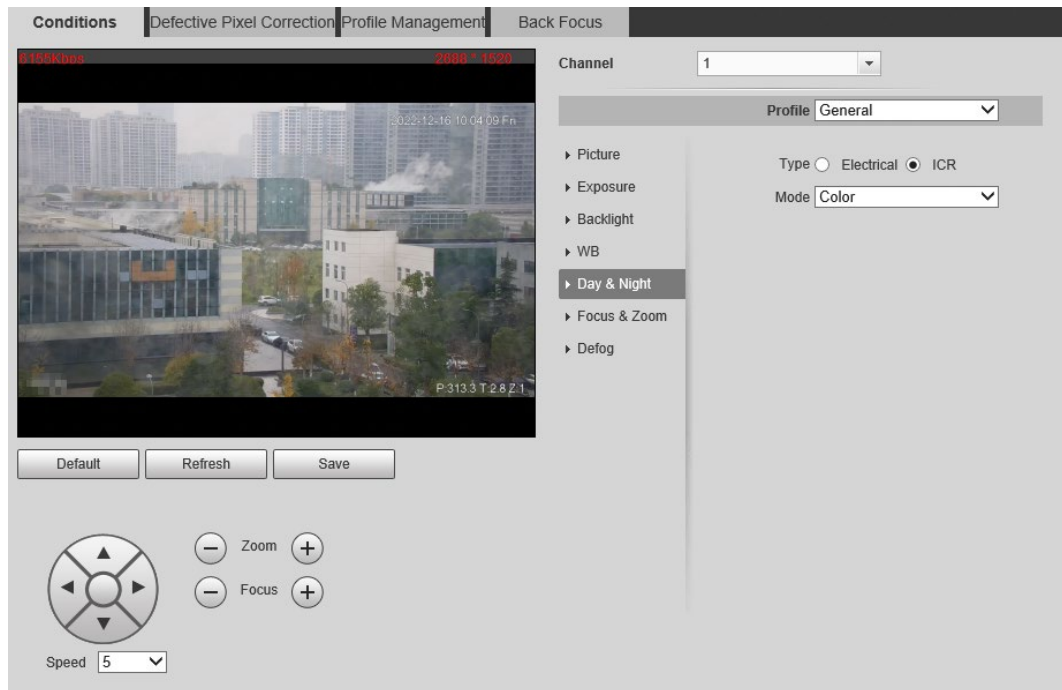 Conditions
Defective Pixel Correction
Profile Management
Back Focus
6155Kbps
2688 * 1520
2022-12-16 10:04:09 Fri
P:313.3 T:2.8 Z:1
Default
Refresh
Save
Zoom
Focus
Speed 5
Channel 1
Profile General
Picture
Exposure
Backlight
WB
Day & Night
Focus & Zoom
Defog
Type Electrical ICR
Mode Color